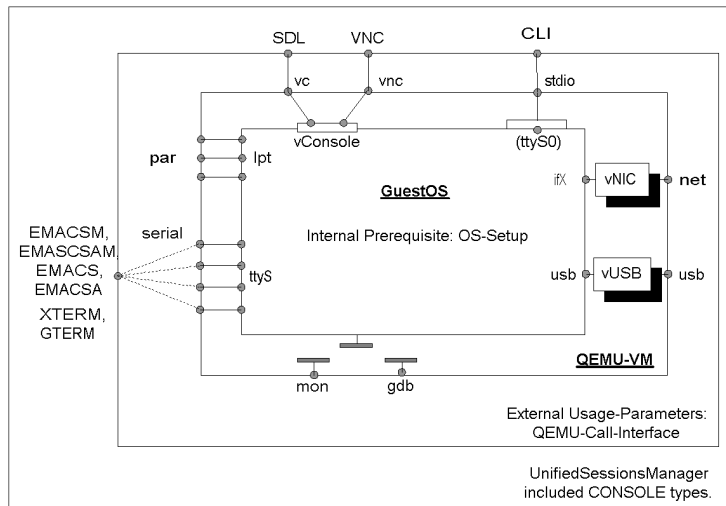 SDL VNC CLI
vc vnc stdio
vConsole (ttyS0)
par lpt
GuestOS
ifX vNIC net
serial
Internal Prerequisite: OS-Setup
EMACSM,
EMASCSAM,
EMACS,
EMACSA
ttyS
usb vUSB usb
XTERM,
GTERM
QEMU-VM
mon gdb
External Usage-Parameters:
QEMU-Call-Interface
UnifiedSessionsManager
included CONSOLE types.